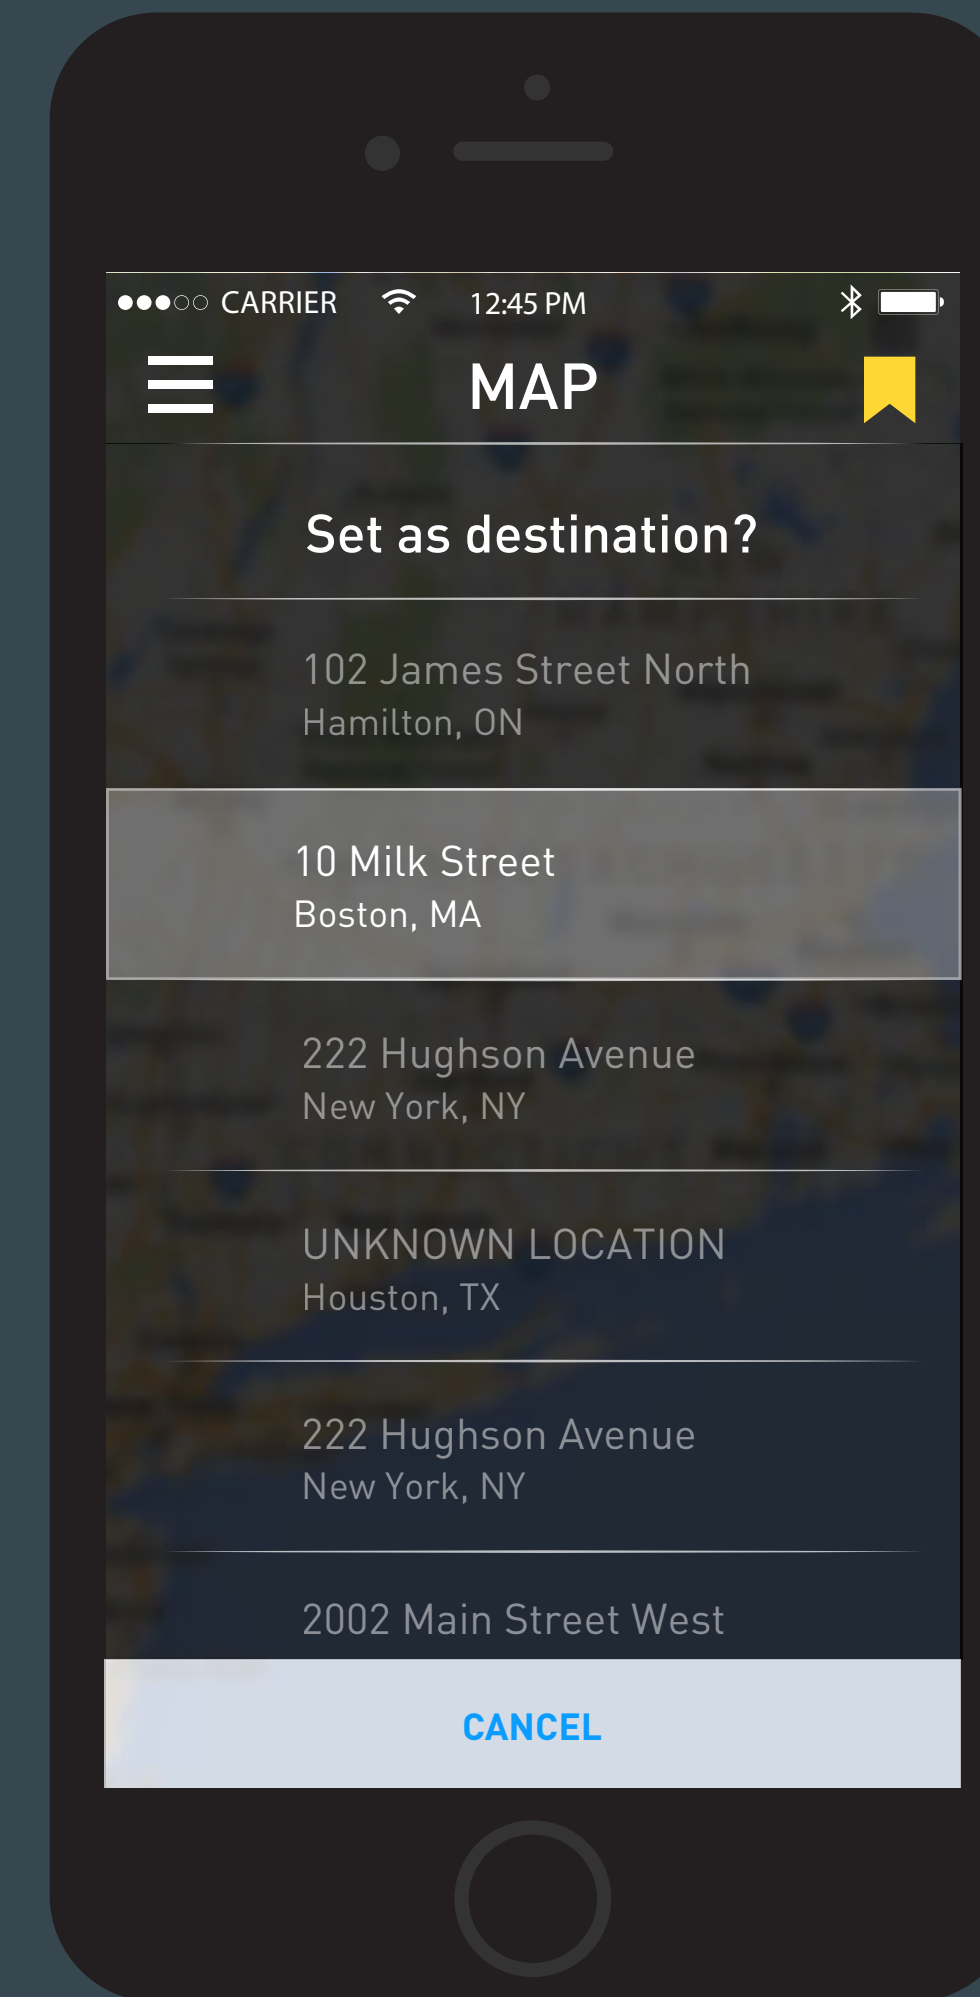 CARRIER 12:45 PM
MAP
Set as destination?
102 James Street North
Hamilton, ON
10 Milk Street
Boston, MA
222 Hughson Avenue
New York, NY
UNKNOWN LOCATION
Houston, TX
222 Hughson Avenue
New York, NY
2002 Main Street West
CANCEL